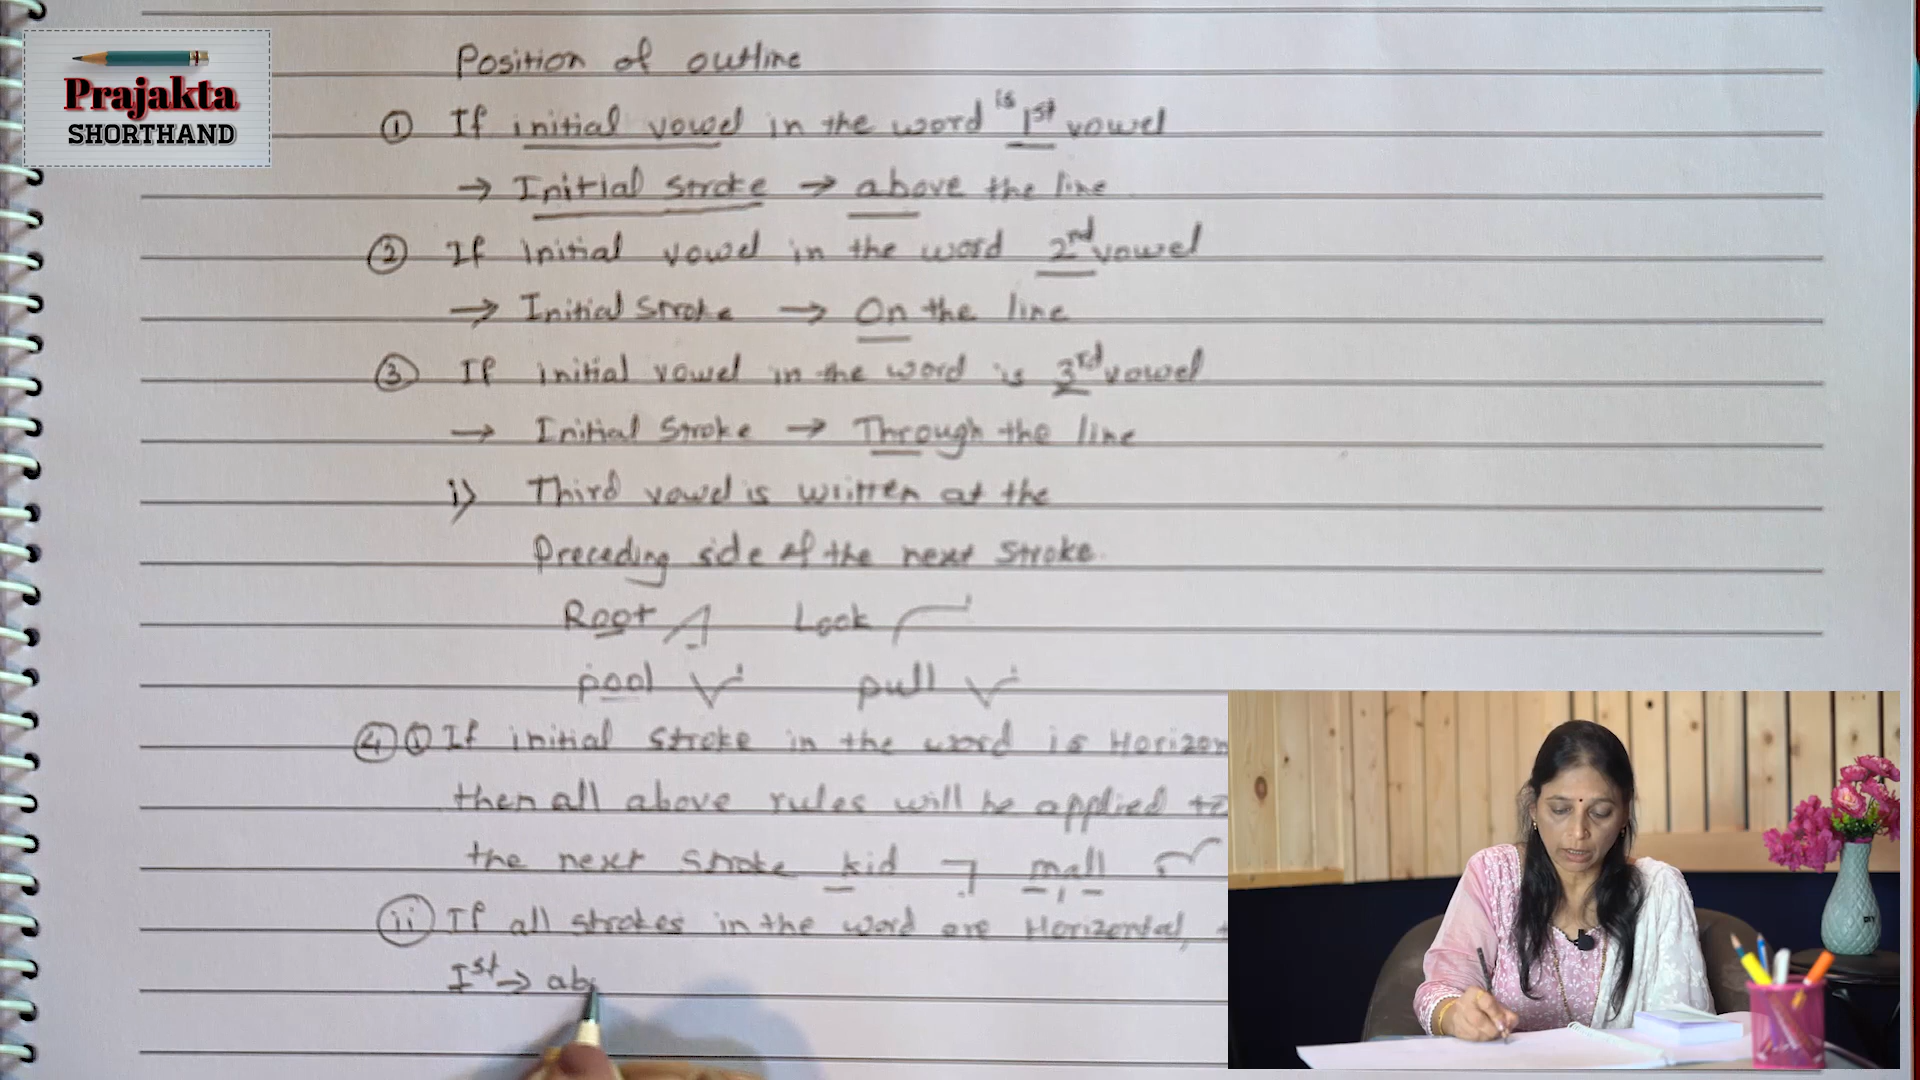 Prajakta
SHORTHAND
Position of outline
① If initial vowel in the word is 1st vowel
→ Initial Stroke → above the line
② If initial vowel in the word 2nd vowel
→ Initial Stroke → On the line
③ If initial vowel in the word is 3rd vowel
→ Initial Stroke → Through the line
i) Third vowel is written at the
Preceding side of the next Stroke.
Root Look
pool pull
④ ① If initial stroke in the word is Horizon
then all above rules will be applied to
the next Stroke kid mall
ii If all strokes in the word are Horizontal,
Ist → ab
DIY